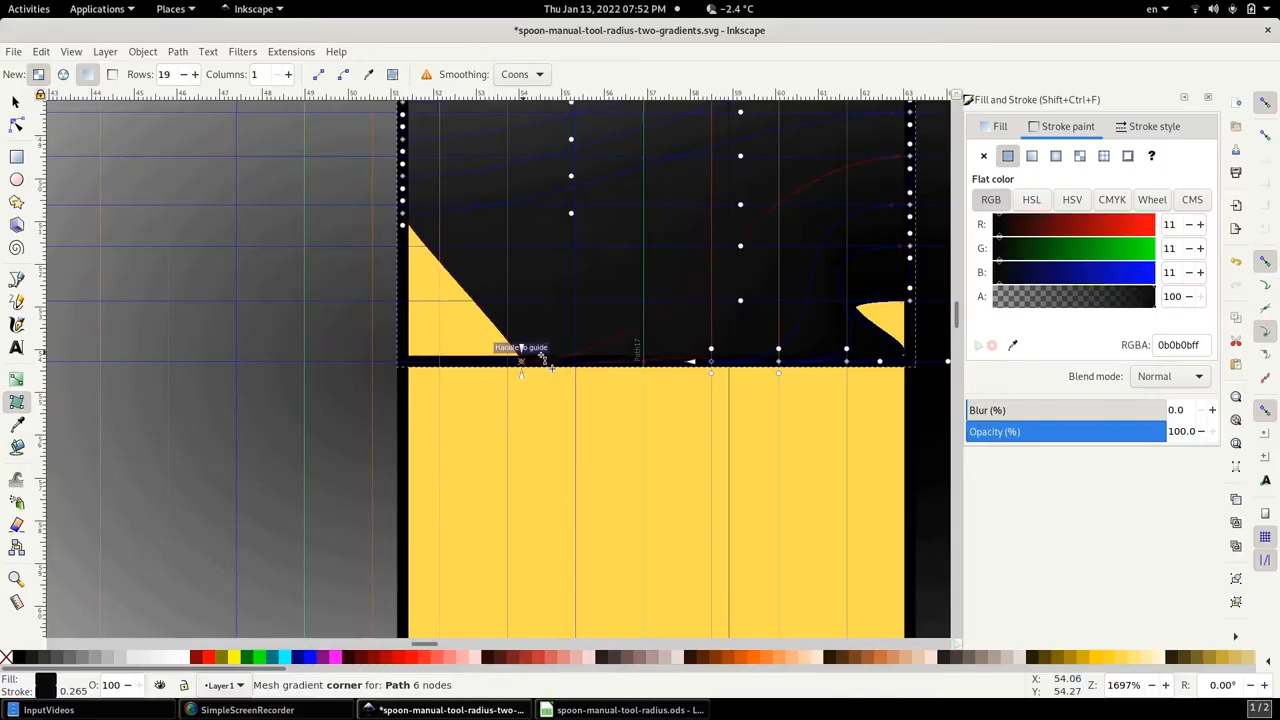 Activities Applications Places Inkscape Thu Jan 13, 2022 07:52 PM -2.4 °C en
*spoon-manual-tool-radius-two-gradients.svg - Inkscape
File Edit View Layer Object Path Text Filters Extensions Help
New: Rows: 19 Columns: 1 Smoothing: Coons
Fill and Stroke (Shift+Ctrl+F)
Fill Stroke paint Stroke style
Flat color
RGB HSL HSV CMYK Wheel CMS
R: 11
G: 11
B: 11
A: 100
RGBA: 0b0b0bff
Blend mode: Normal
Blur (%) 0.0
Opacity (%) 100.0
Handle to guide
Path17
Fill:
Stroke: 0.265
O: 100
Layer1
Mesh gradient corner for: Path 6 nodes
X: 54.06
Y: 54.27
Z: 1697%
R: 0.00°
InputVideos SimpleScreenRecorder *spoon-manual-tool-radius-two-... spoon-manual-tool-radius.ods - L... 1 / 2